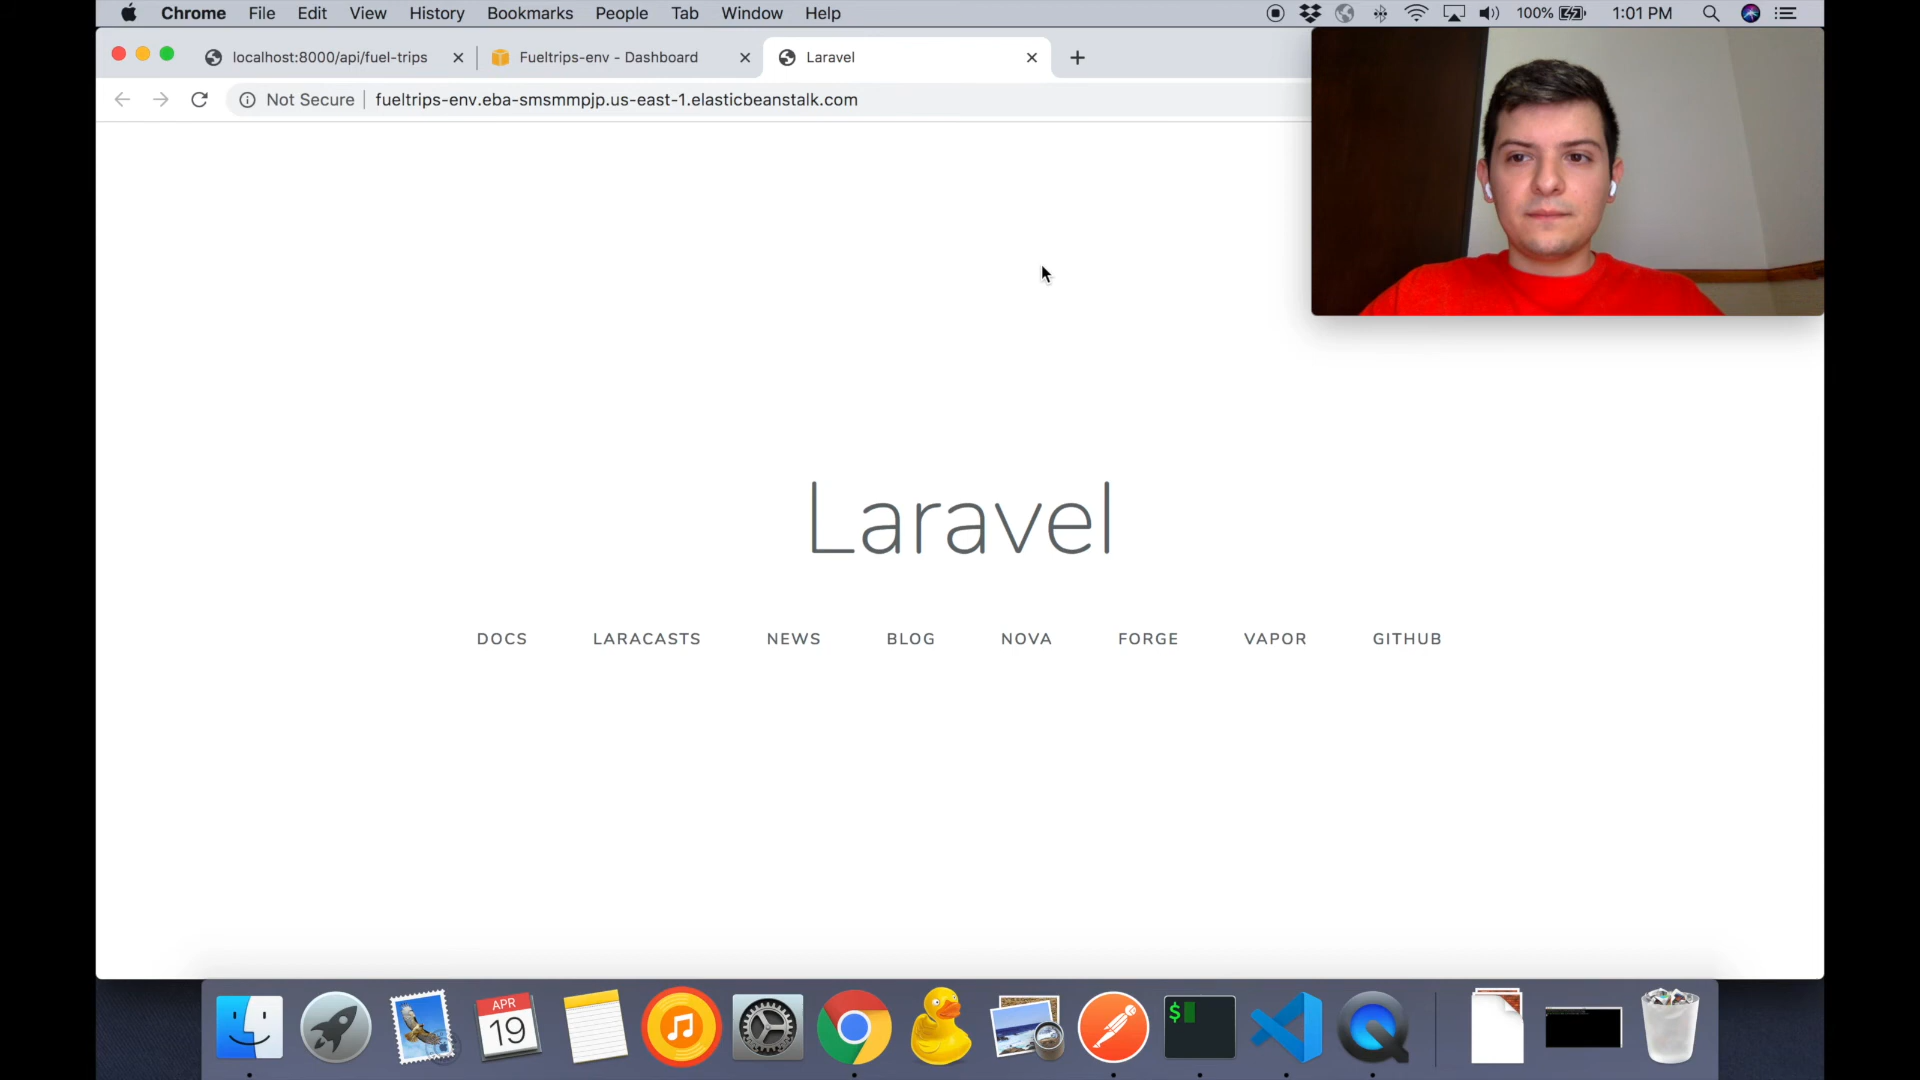 Chrome File Edit View History Bookmarks People Tab Window Help 100% 1:01 PM
localhost:8000/api/fuel-trips Fueltrips-env - Dashboard Laravel
Not Secure fueltrips-env.eba-smsmmpjp.us-east-1.elasticbeanstalk.com
Laravel
DOCS LARACASTS NEWS BLOG NOVA FORGE VAPOR GITHUB
APR
19
$